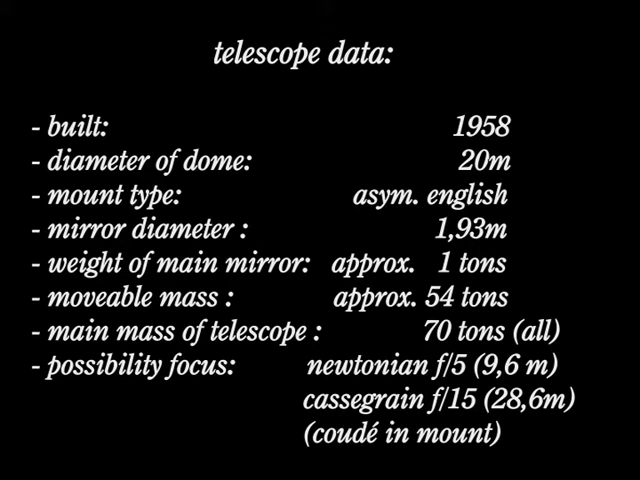 telescope data:
- built: 1958
- diameter of dome: 20m
- mount type: asym. english
- mirror diameter : 1,93m
- weight of main mirror: approx. 1 tons
- moveable mass : approx. 54 tons
- main mass of telescope : 70 tons (all)
- possibility focus: newtonian f/5 (9,6 m)
cassegrain f/15 (28,6m)
(coudé in mount)